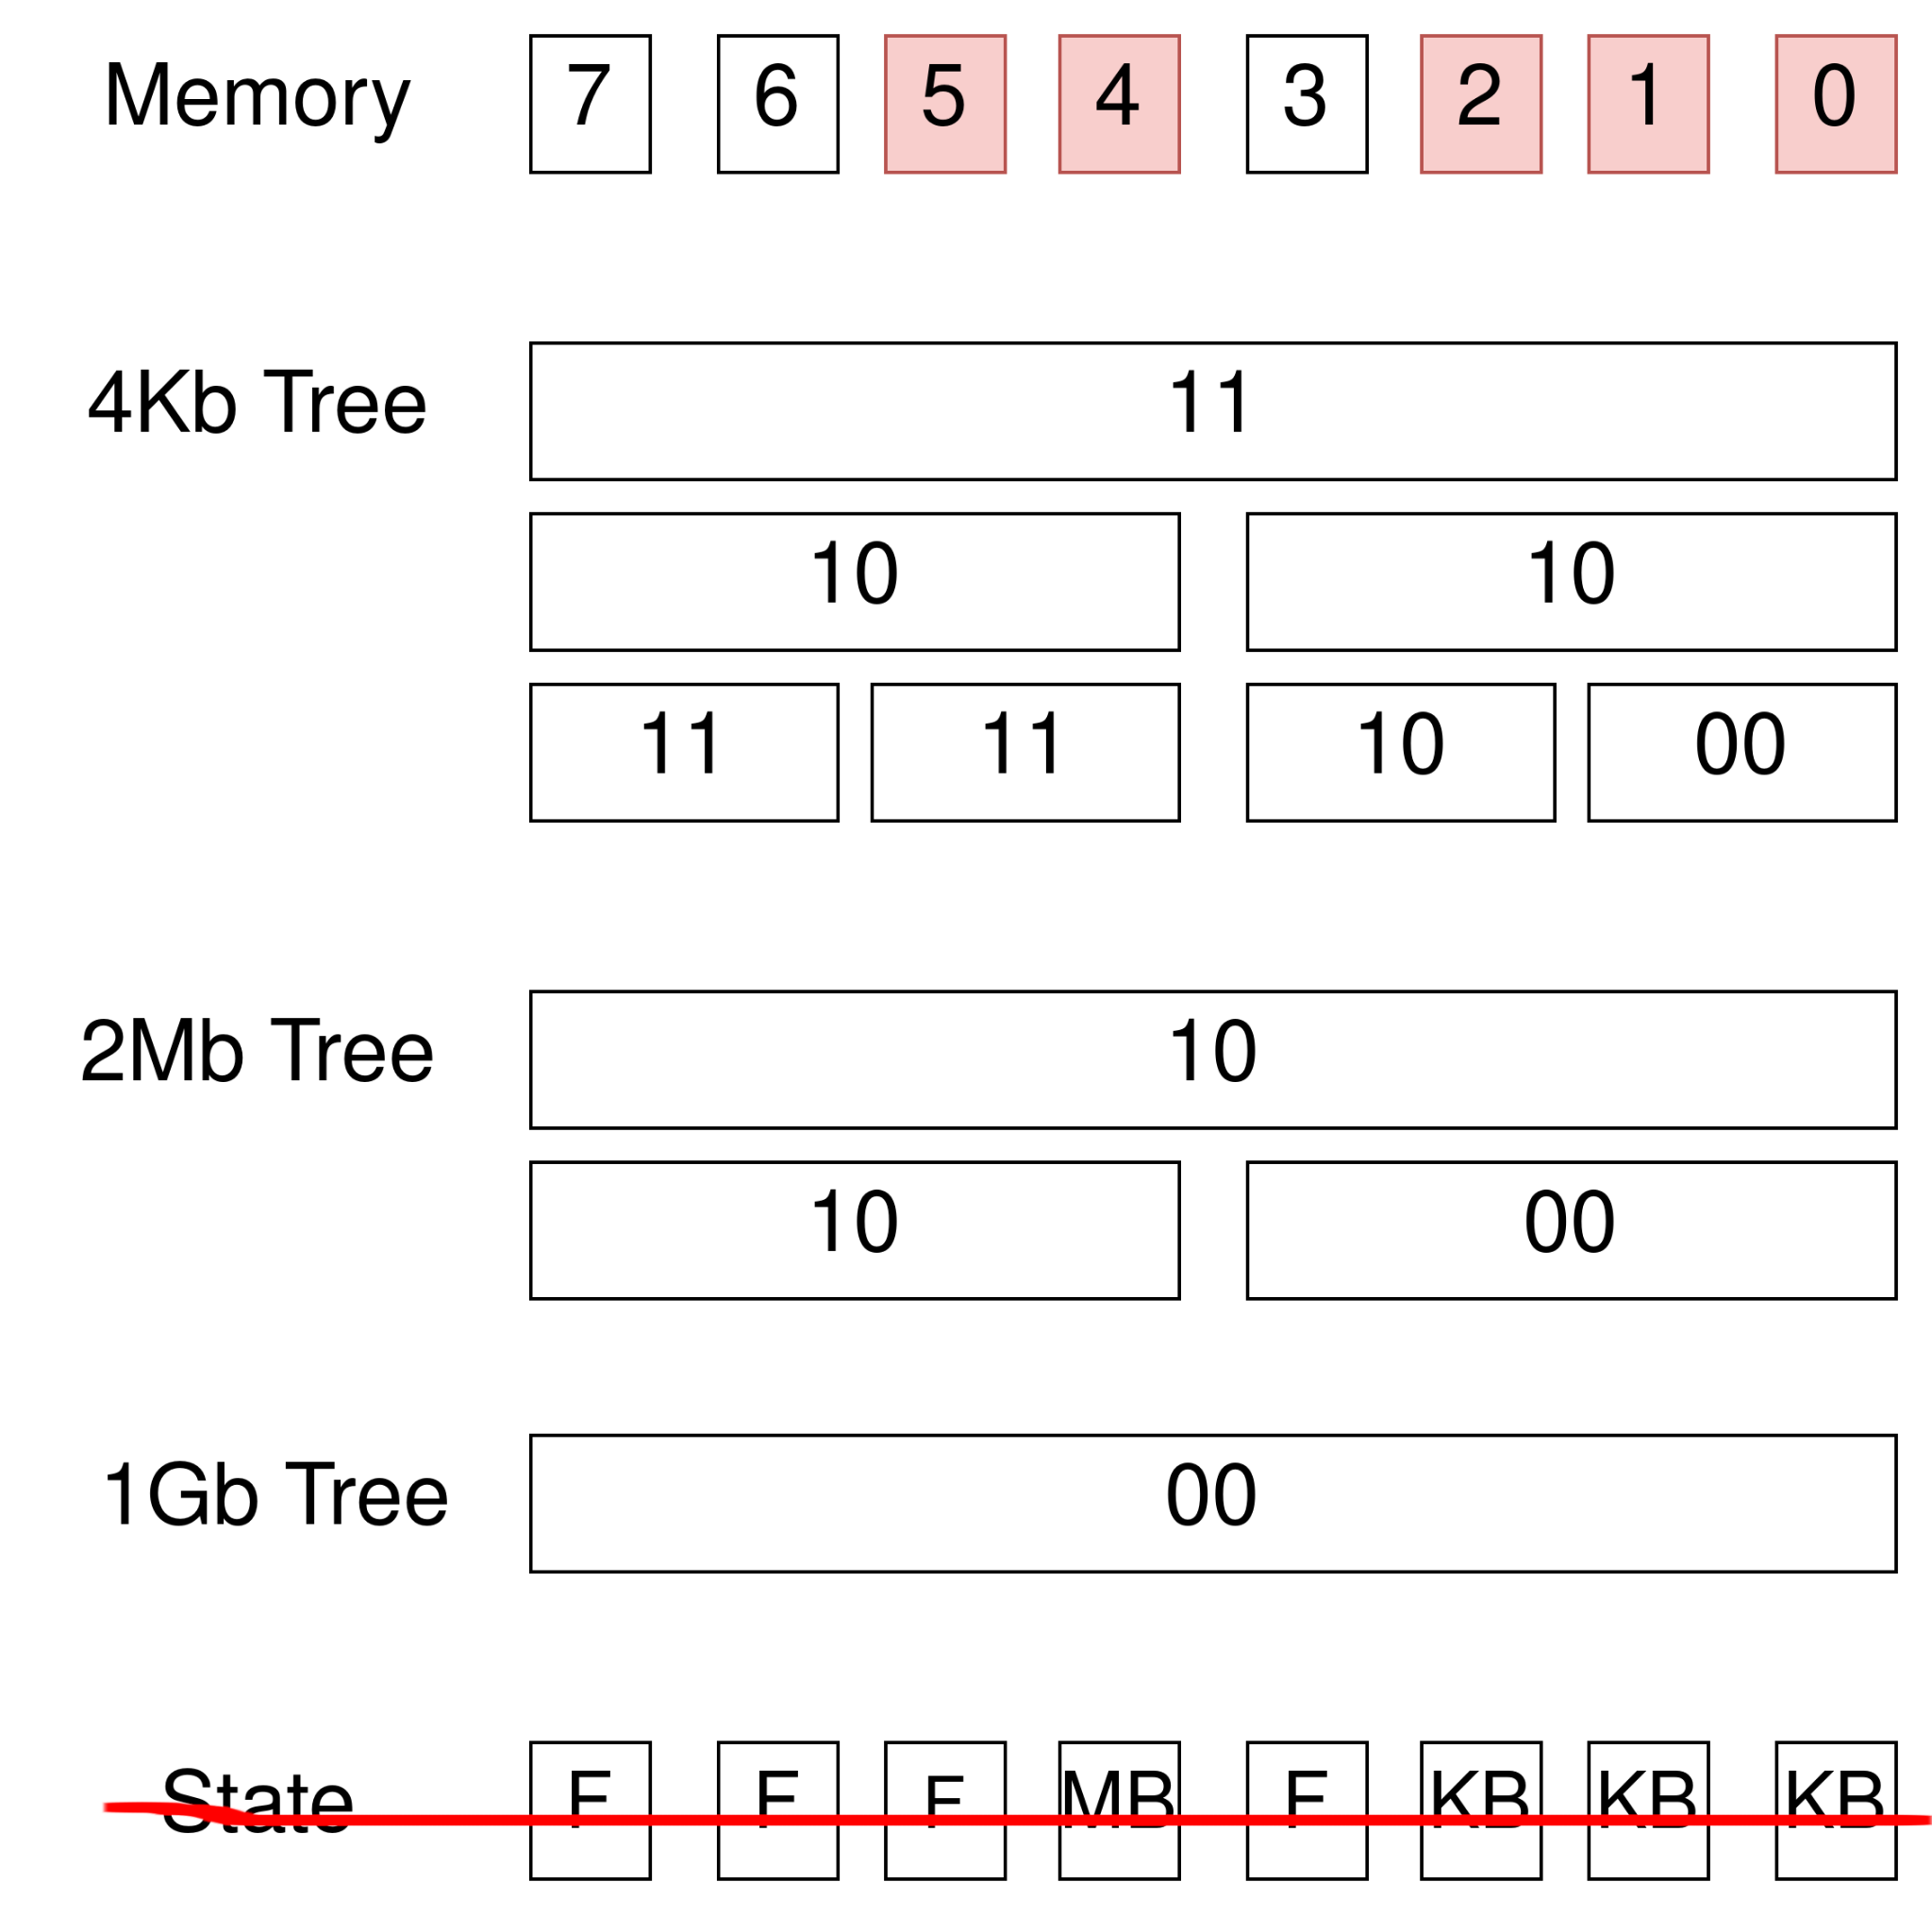 Memory 7 6 5 4 3 2 1 0
4Kb Tree 11
10 10
11 11 10 00
2Mb Tree 10
10 00
1Gb Tree 00
State F F F MB F KB KB KB